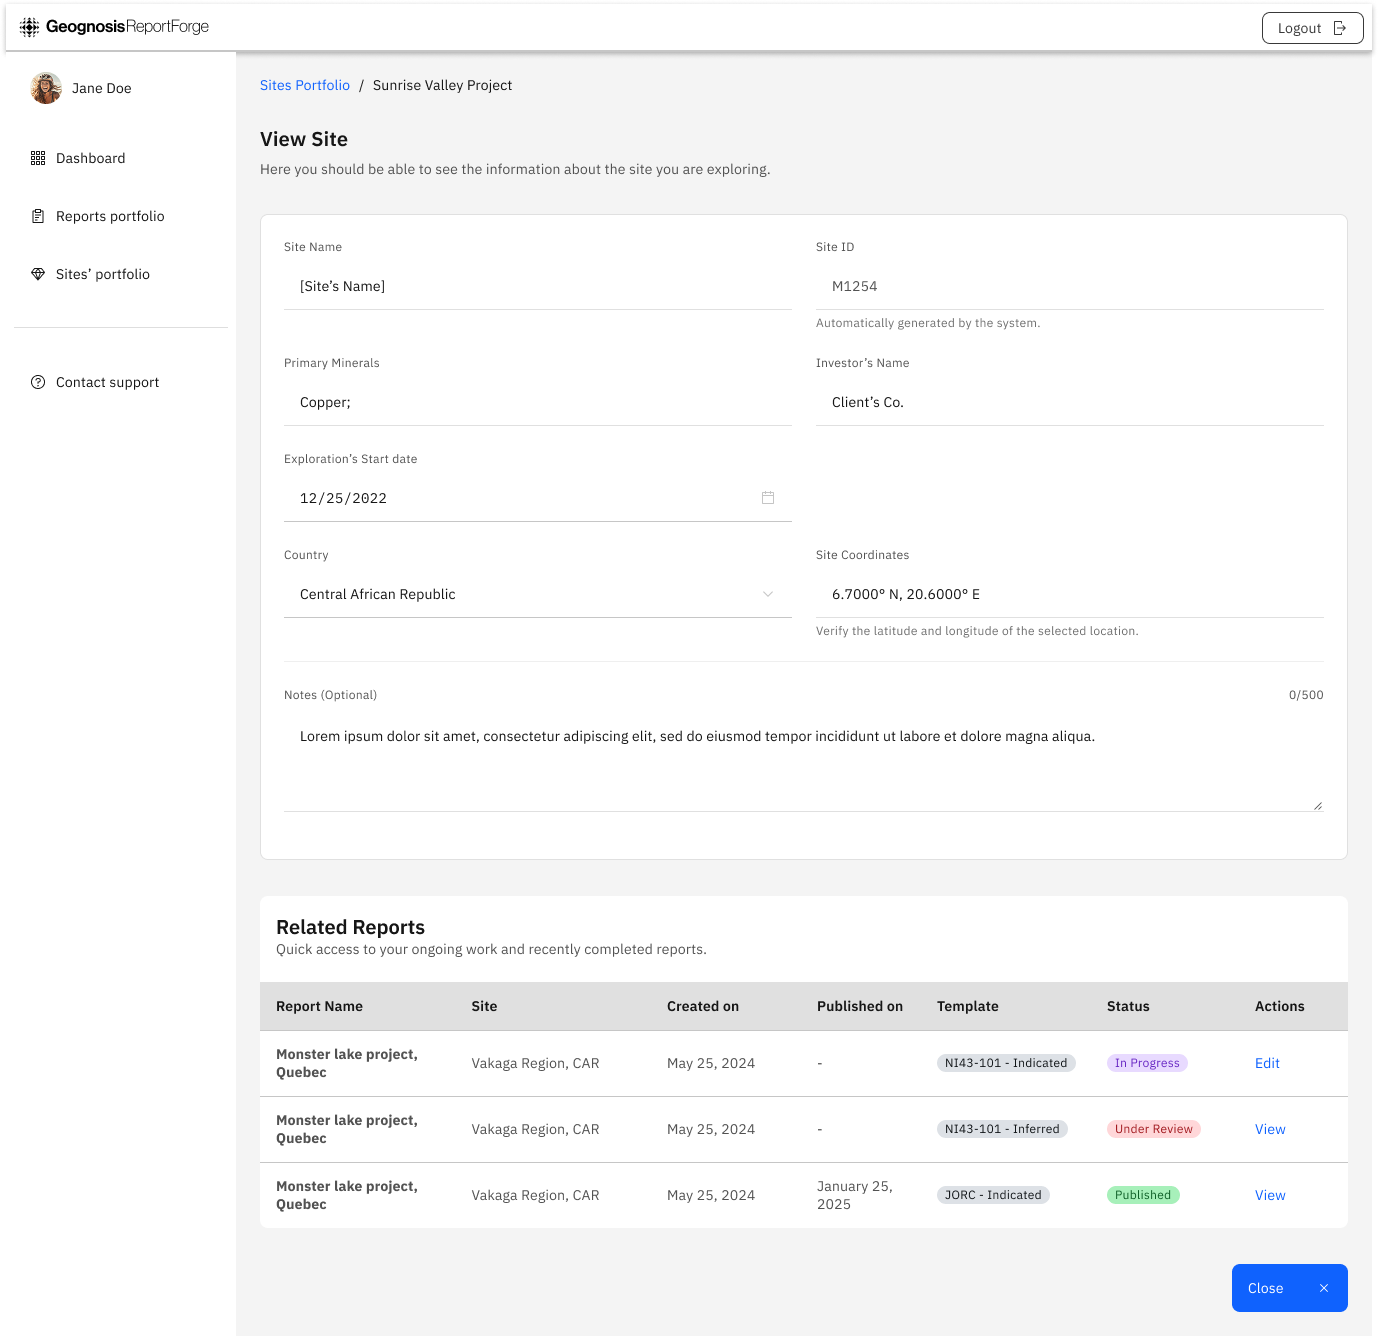 Geognosis ReportForge
Logout
Jane Doe
Dashboard
Reports portfolio
Sites’ portfolio
Contact support
Sites Portfolio / Sunrise Valley Project
View Site
Here you should be able to see the information about the site you are exploring.
Site Name
[Site’s Name]
Site ID
M1254
Automatically generated by the system.
Primary Minerals
Copper;
Investor’s Name
Client’s Co.
Exploration’s Start date
12/25/2022
Country
Central African Republic
Site Coordinates
6.7000° N, 20.6000° E
Verify the latitude and longitude of the selected location.
Notes (Optional)
0/500
Lorem ipsum dolor sit amet, consectetur adipiscing elit, sed do eiusmod tempor incididunt ut labore et dolore magna aliqua.
Related Reports
Quick access to your ongoing work and recently completed reports.
Report Name Site Created on Published on Template Status Actions
Monster lake project,
Quebec
Vakaga Region, CAR May 25, 2024 - NI43-101 - Indicated In Progress Edit
Monster lake project,
Quebec
Vakaga Region, CAR May 25, 2024 - NI43-101 - Inferred Under Review View
Monster lake project,
Quebec
Vakaga Region, CAR May 25, 2024
January 25,
2025
JORC - Indicated Published View
Close